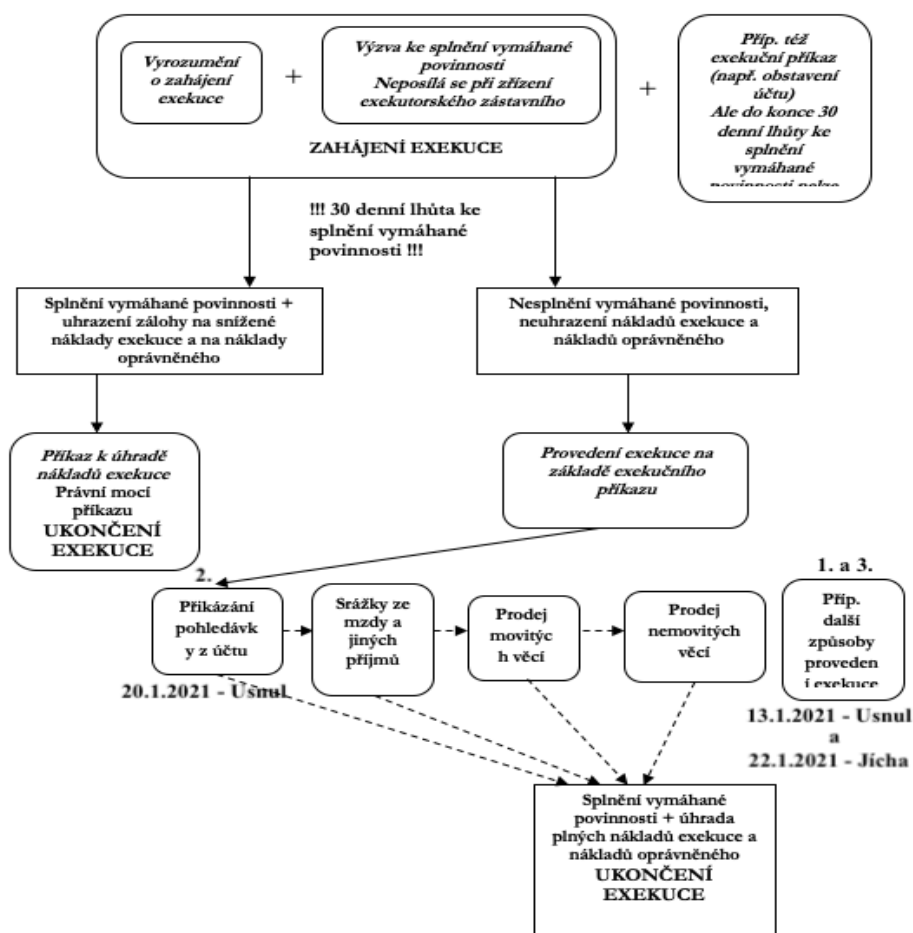 Vyrozumění
o zahájení
exekuce
+
Výzva ke splnění vymáhané
povinnosti
Neposílá se při zřízení
exekutorského zástavního
ZAHÁJENÍ EXEKUCE
+
Příp. též
exekuční příkaz
(např. obstavení
účtu)
Ale do konce 30
denní lhůty ke
splnění
vymáhané
povinnosti nelze
!!! 30 denní lhůta ke
splnění vymáhané
povinnosti !!!
Splnění vymáhané povinnosti +
uhrazení zálohy na snížené
náklady exekuce a na náklady
oprávněného
Nesplnění vymáhané povinnosti,
neuhrazení nákladů exekuce a
nákladů oprávněného
Příkaz k úhradě
nákladů exekuce
Právní mocí
příkazu
UKONČENÍ
EXEKUCE
Provedení exekuce na
základě exekučního
příkazu
2.
Přikázání
pohledávk
y z účtu
20.1.2021 - Usnul
Srážky ze
mzdy a
jiných
příjmů
Prodej
movitýc
h věcí
Prodej
nemovitých
věcí
1. a 3.
Příp.
další
způsoby
proveden
í exekuce
13.1.2021 - Usnul
a
22.1.2021 - Jícha
Splnění vymáhané
povinnosti + úhrada
plných nákladů exekuce a
nákladů oprávněného
UKONČENÍ
EXEKUCE